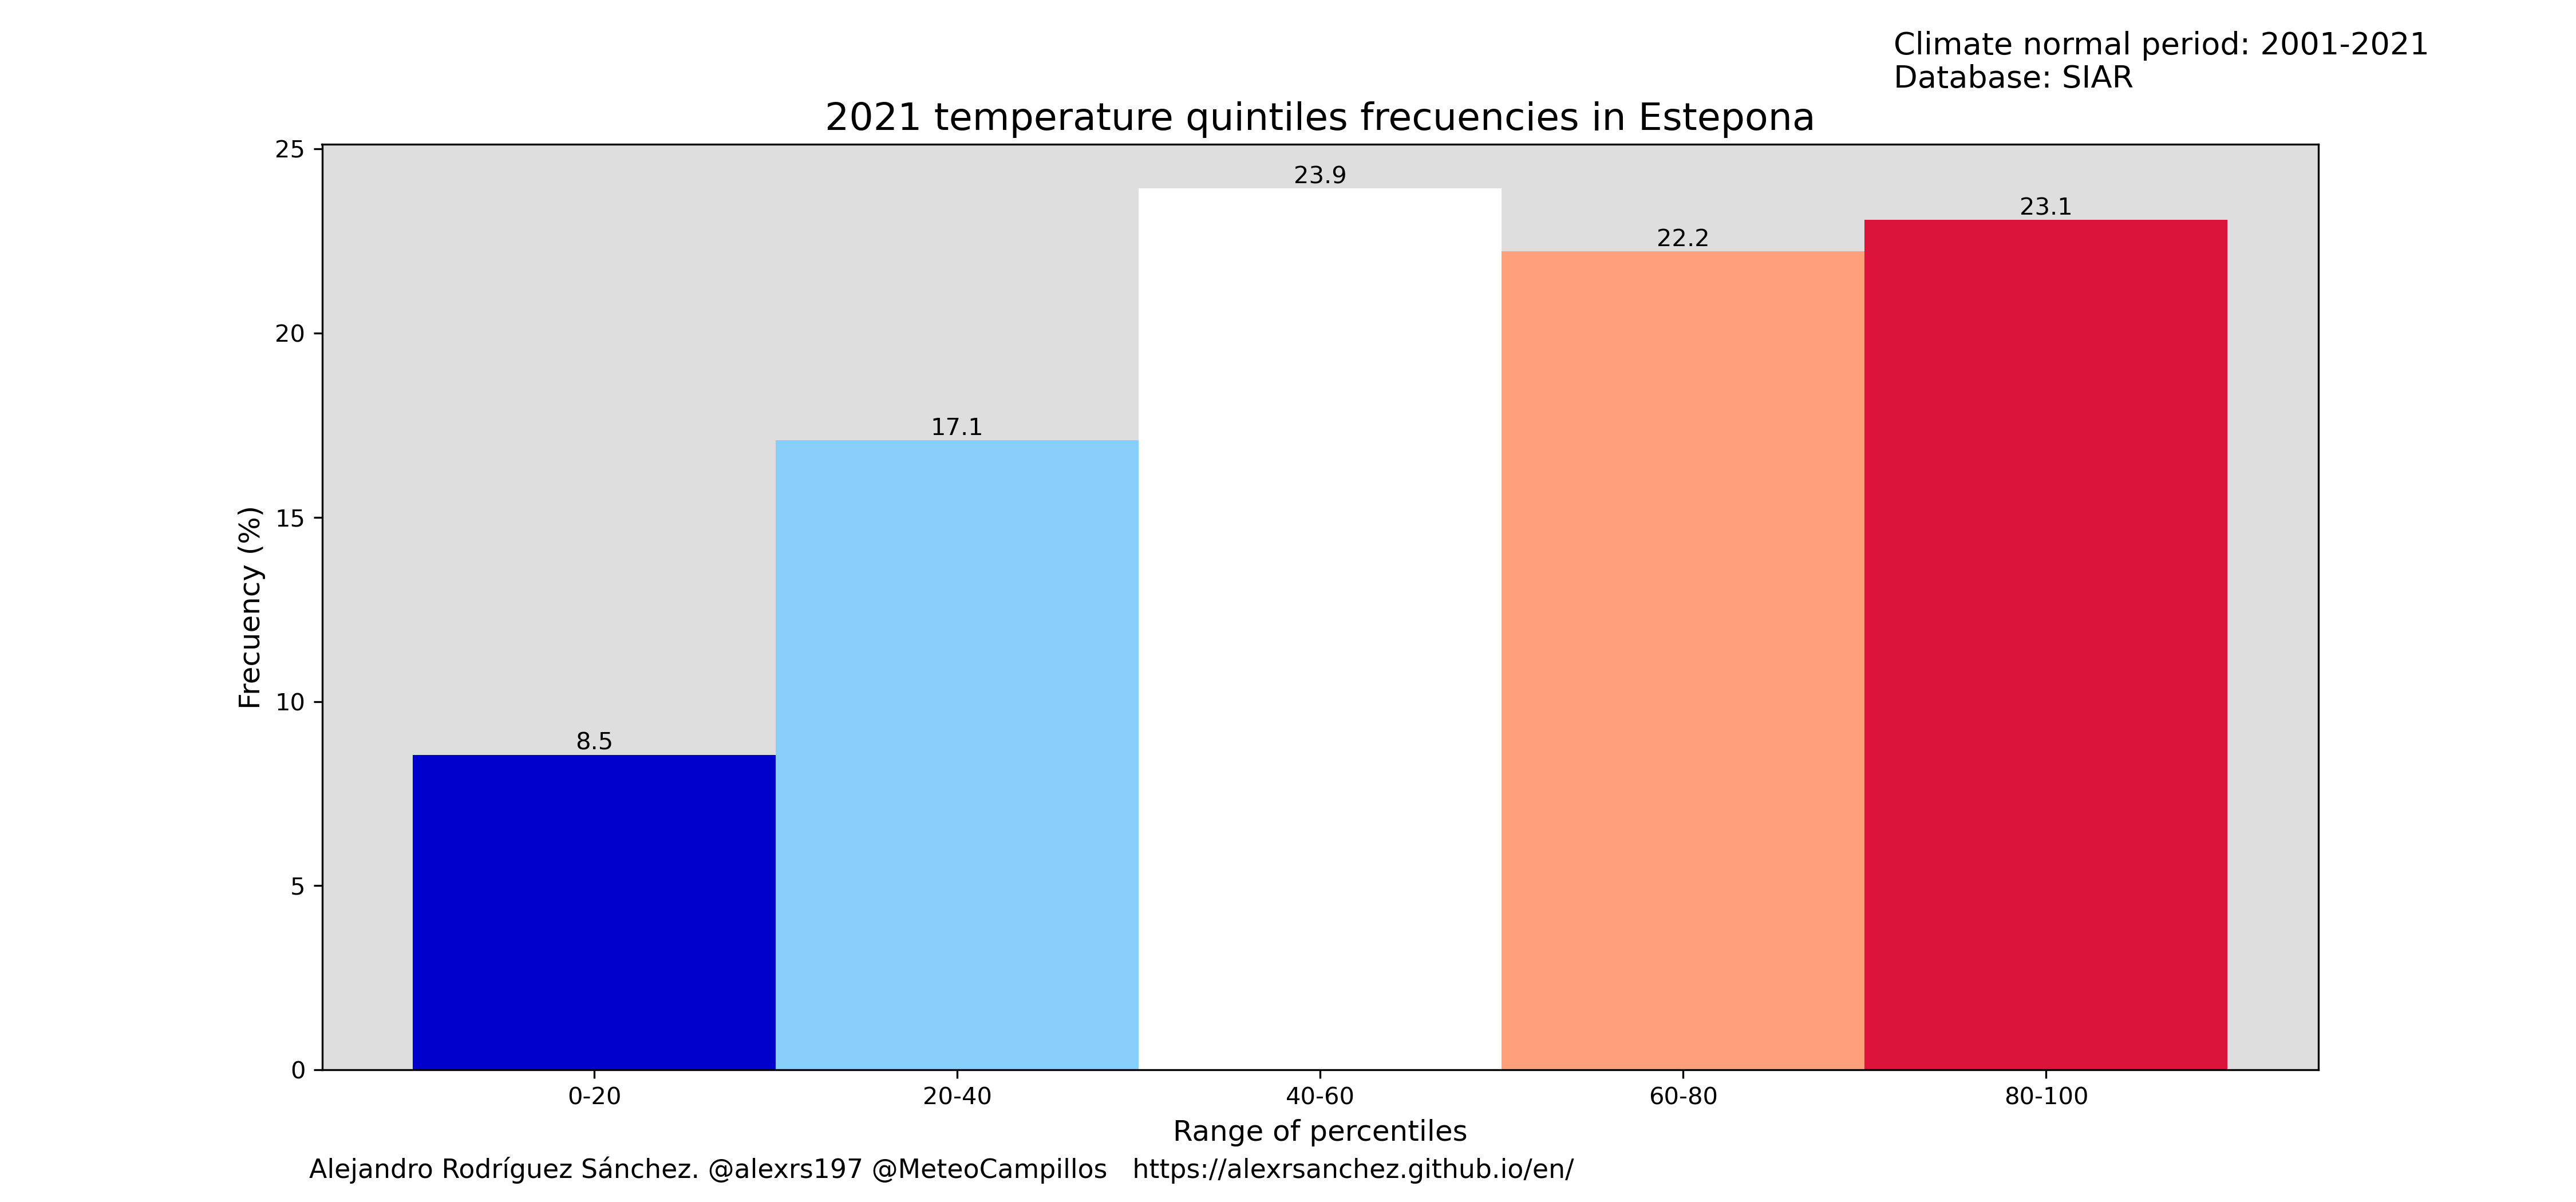 Climate normal period: 2001-2021
Database: SIAR
2021 temperature quintiles frecuencies in Estepona
25
20
15
10
5
0
Frecuency (%)
8.5
17.1
23.9
22.2
23.1
0-20
20-40
40-60
60-80
80-100
Range of percentiles
Alejandro Rodríguez Sánchez. @alexrs197 @MeteoCampillos   https://alexrsanchez.github.io/en/